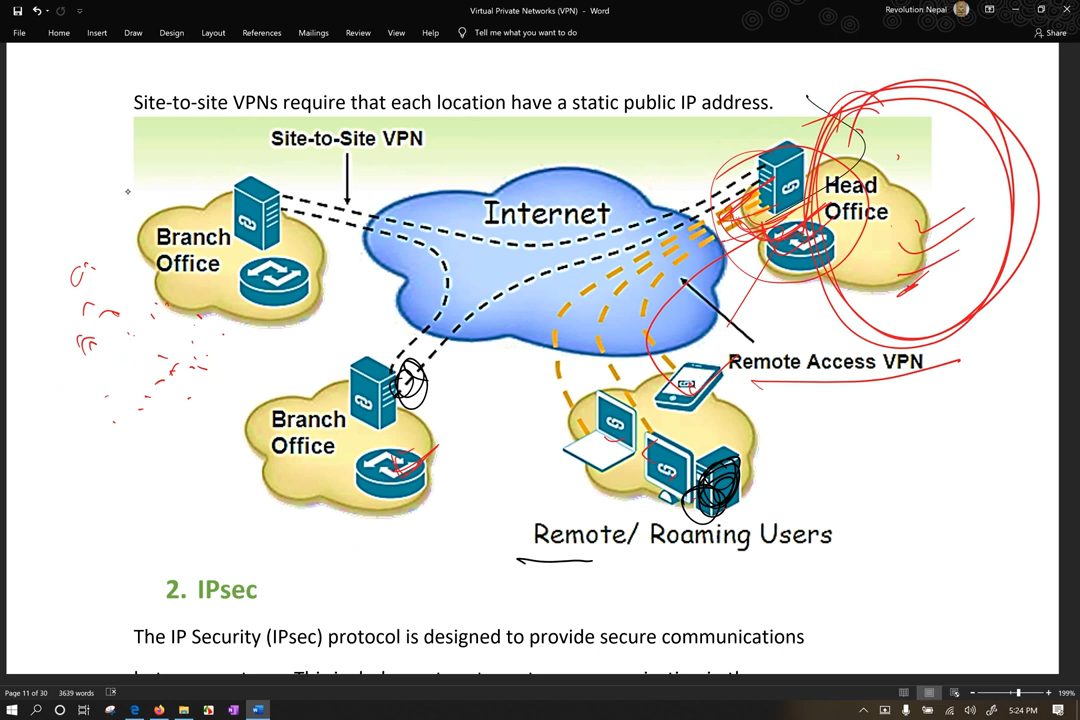 Virtual Private Networks (VPN) - Word
Revolution Nepal
File Home Insert Draw Design Layout References Mailings Review View Help Tell me what you want to do
Share
Site-to-site VPNs require that each location have a static public IP address.
Site-to-Site VPN
Internet
Head
Office
Branch
Office
Remote Access VPN
Branch
Office
Remote/ Roaming Users
2. IPsec
The IP Security (IPsec) protocol is designed to provide secure communications
Page 11 of 30 3639 words
199%
5:24 PM